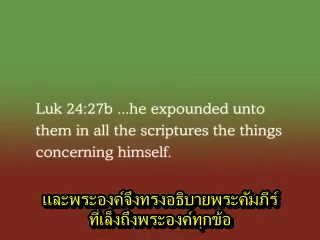 Luk 24:27b ...he expounded unto
them in all the scriptures the things
concerning himself.
และพระองค์จึงทรงอธิบายพระคัมภีร์
ที่เล็งถึงพระองค์ทุกข้อ